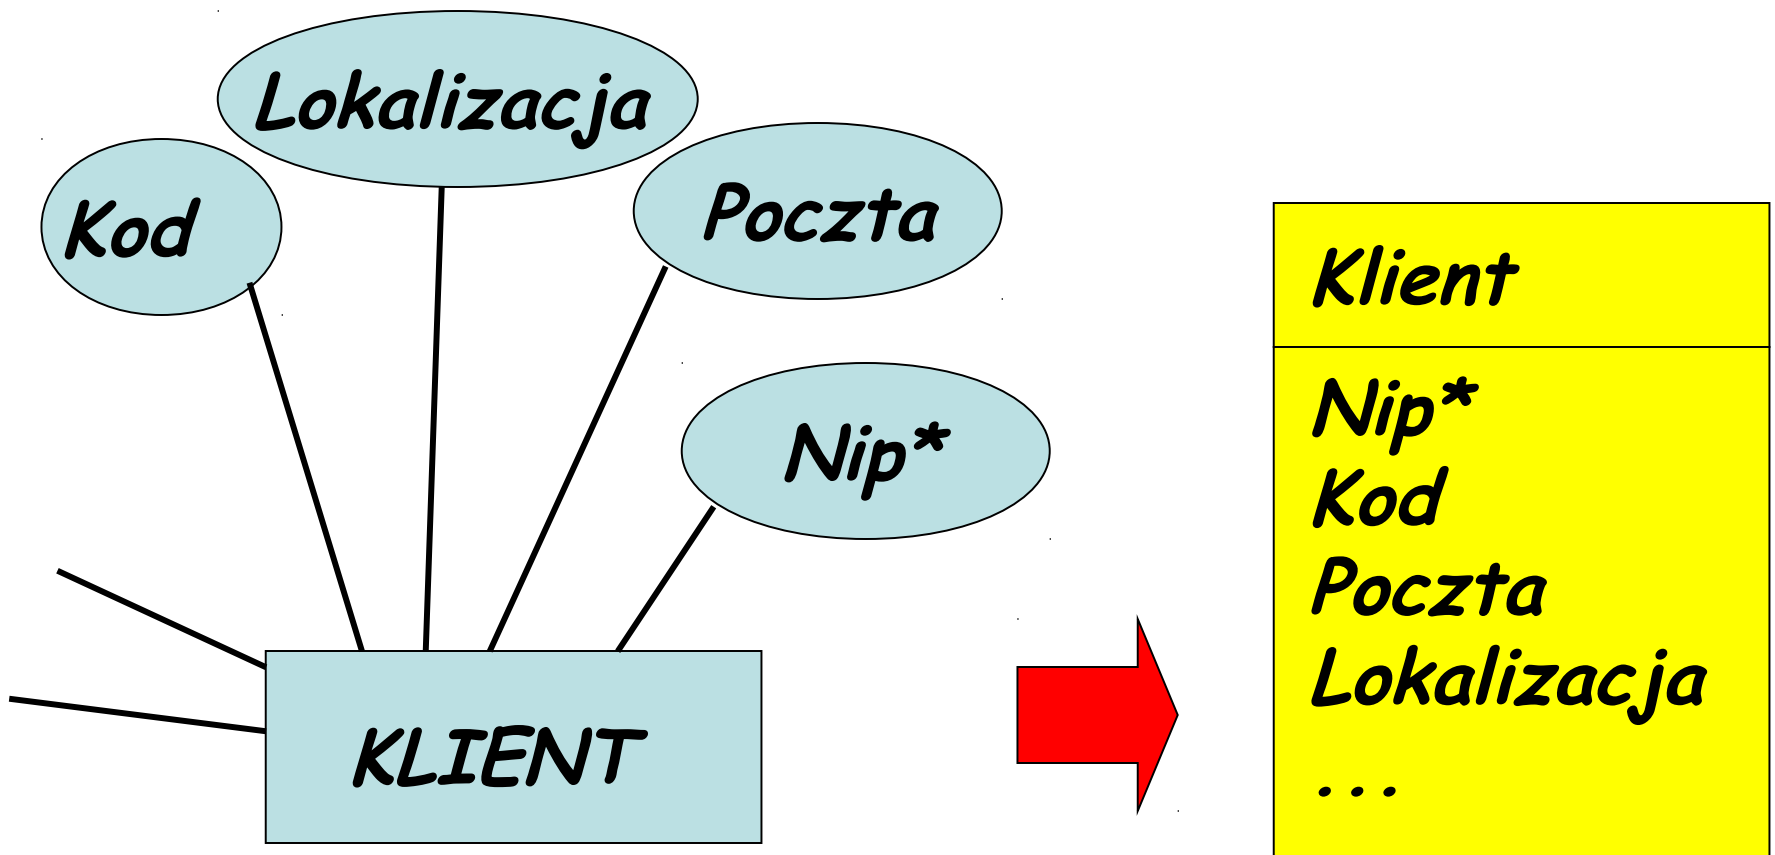 Lokalizacja
Kod
Poczta
Nip*
KLIENT
Klient
Nip*
Kod
Poczta
Lokalizacja
...